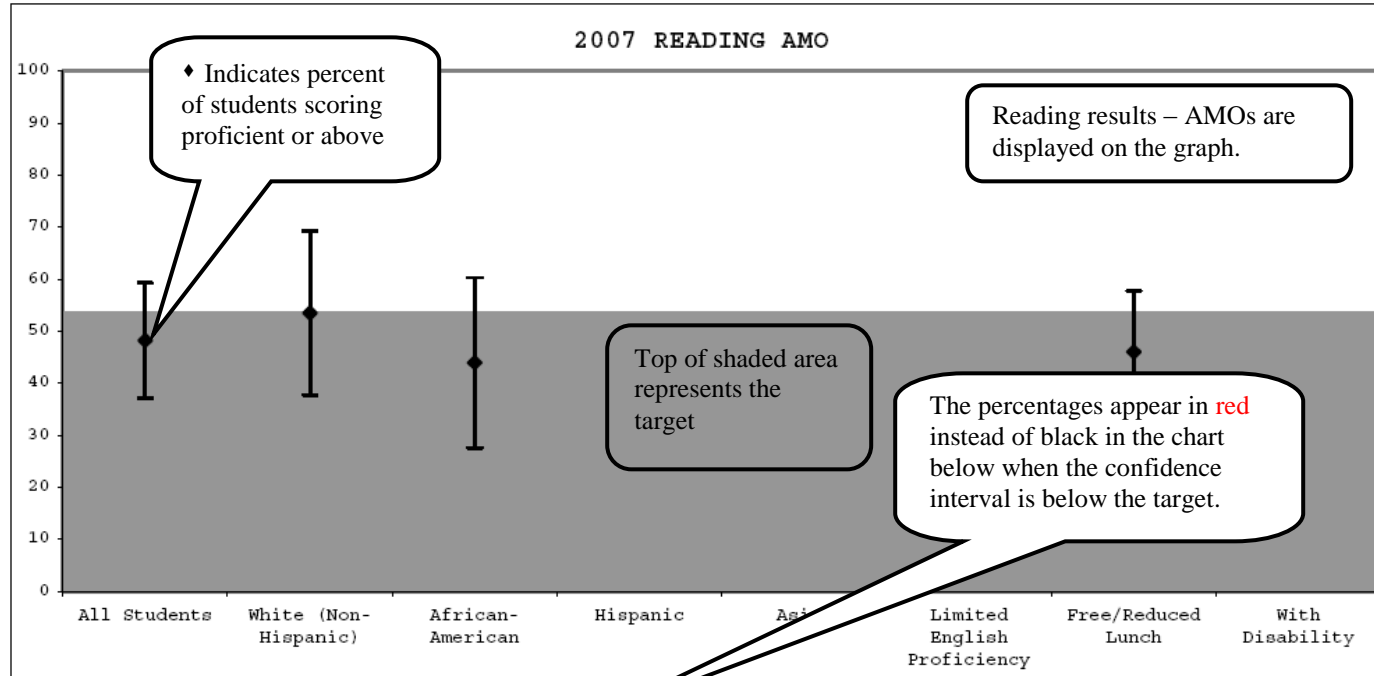 2007 READING AMO
♦ Indicates percent
of students scoring
proficient or above
Reading results – AMOs are
displayed on the graph.
100
90
80
70
60
50
40
30
20
10
0
Top of shaded area
represents the
target
The percentages appear in red
instead of black in the chart
below when the confidence
interval is below the target.
All Students
White (Non-
Hispanic)
African-
American
Hispanic
Limited
English
Proficiency
Free/Reduced
Lunch
With
Disability